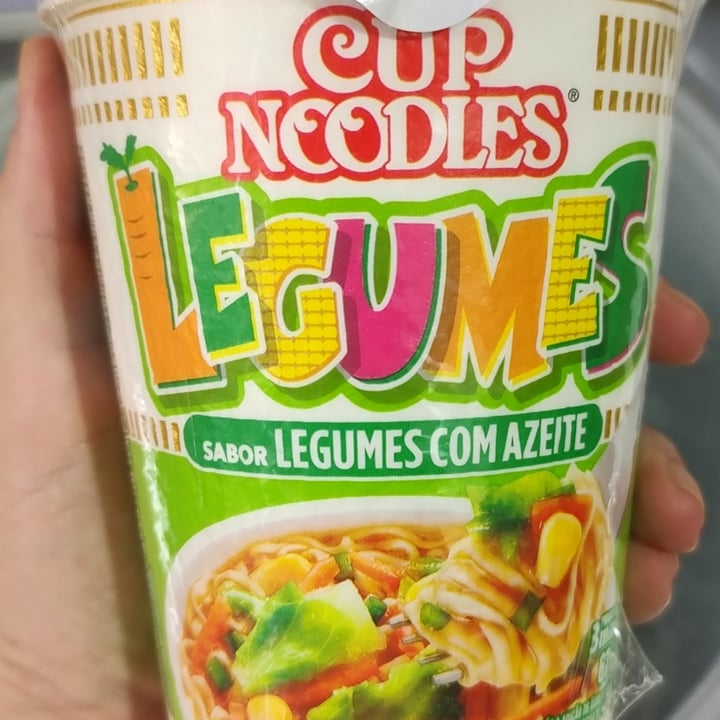 CUP
NOODLES®
LEGUMES
SABOR LEGUMES COM AZEITE